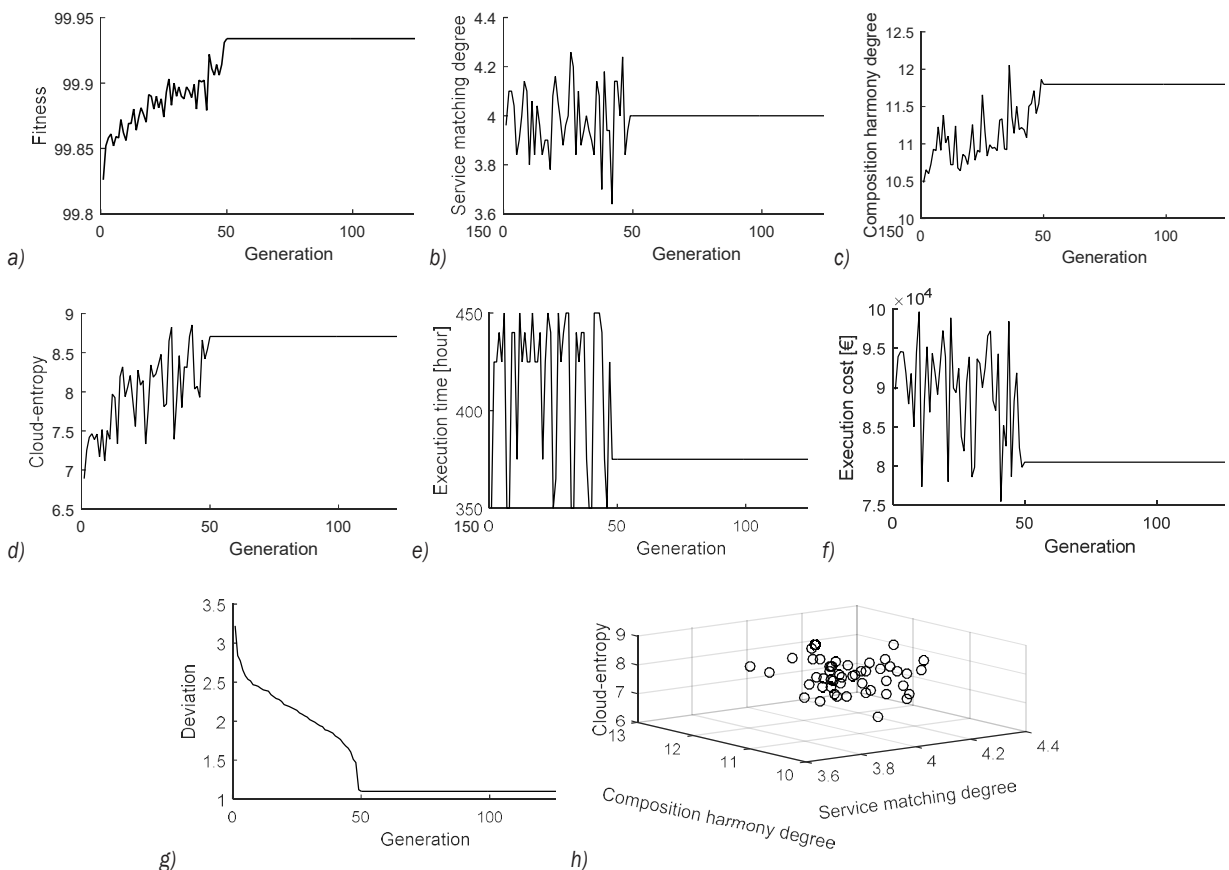 99.95
99.9
99.85
99.8
Fitness
0 50 100 150
Generation
a)
4.4
4.2
4
3.8
3.6
Service matching degree
0 50 100 150
Generation
b)
12.5
12
11.5
11
10.5
10
Composition harmony degree
0 50 100
Generation
c)
9
8.5
8
7.5
7
6.5
Cloud-entropy
0 50 100 150
Generation
d)
450
400
350
Execution time [hour]
0 50 100
Generation
e)
10 × 10⁴
9.5
9
8.5
8
7.5
Execution cost [€]
0 50 100
Generation
f)
3.5
3
2.5
2
1.5
1
Deviation
0 50 100
Generation
g)
9
8
7
6
Cloud-entropy
13 12 11 10
Composition harmony degree
3.6 3.8 4 4.2 4.4
Service matching degree
h)